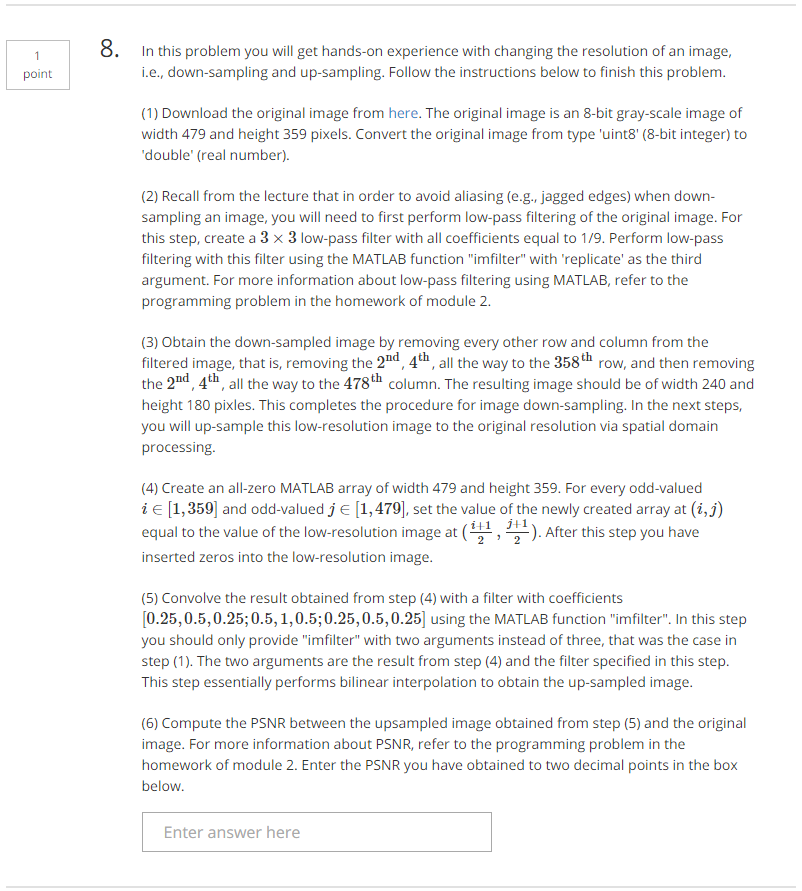 1
point
8.
In this problem you will get hands-on experience with changing the resolution of an image,
i.e., down-sampling and up-sampling. Follow the instructions below to finish this problem.
(1) Download the original image from here. The original image is an 8-bit gray-scale image of
width 479 and height 359 pixels. Convert the original image from type 'uint8' (8-bit integer) to
'double' (real number).
(2) Recall from the lecture that in order to avoid aliasing (e.g., jagged edges) when down-
sampling an image, you will need to first perform low-pass filtering of the original image. For
this step, create a 3 × 3 low-pass filter with all coefficients equal to 1/9. Perform low-pass
filtering with this filter using the MATLAB function "imfilter" with 'replicate' as the third
argument. For more information about low-pass filtering using MATLAB, refer to the
programming problem in the homework of module 2.
(3) Obtain the down-sampled image by removing every other row and column from the
filtered image, that is, removing the 2nd, 4th, all the way to the 358th row, and then removing
the 2nd, 4th, all the way to the 478th column. The resulting image should be of width 240 and
height 180 pixles. This completes the procedure for image down-sampling. In the next steps,
you will up-sample this low-resolution image to the original resolution via spatial domain
processing.
(4) Create an all-zero MATLAB array of width 479 and height 359. For every odd-valued
i ∈ [1,359] and odd-valued j ∈ [1,479], set the value of the newly created array at (i,j)
equal to the value of the low-resolution image at (i+1/2, j+1/2). After this step you have
inserted zeros into the low-resolution image.
(5) Convolve the result obtained from step (4) with a filter with coefficients
[0.25,0.5,0.25;0.5,1,0.5;0.25,0.5,0.25] using the MATLAB function "imfilter". In this step
you should only provide "imfilter" with two arguments instead of three, that was the case in
step (1). The two arguments are the result from step (4) and the filter specified in this step.
This step essentially performs bilinear interpolation to obtain the up-sampled image.
(6) Compute the PSNR between the upsampled image obtained from step (5) and the original
image. For more information about PSNR, refer to the programming problem in the
homework of module 2. Enter the PSNR you have obtained to two decimal points in the box
below.
Enter answer here